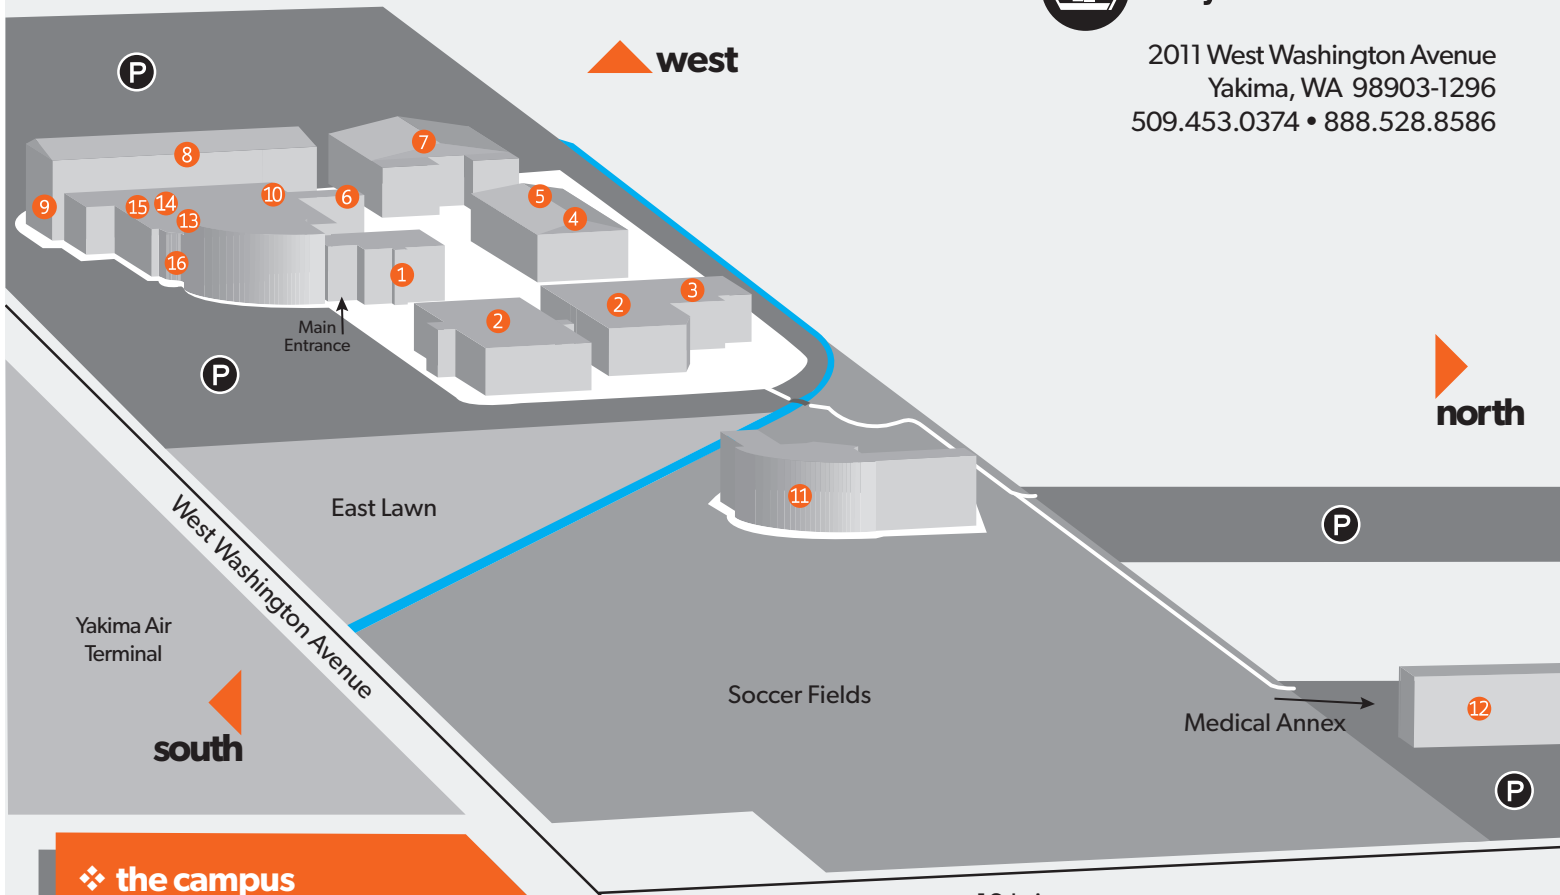 west
2011 West Washington Avenue
Yakima, WA 98903-1296
509.453.0374 • 888.528.8586
P
7
8
10
6
5
9
15
14
13
4
16
1
3
2
2
Main
Entrance
P
north
11
East Lawn
P
West Washington Avenue
Yakima Air
Terminal
Soccer Fields
12
Medical Annex
south
P
❖ the campus